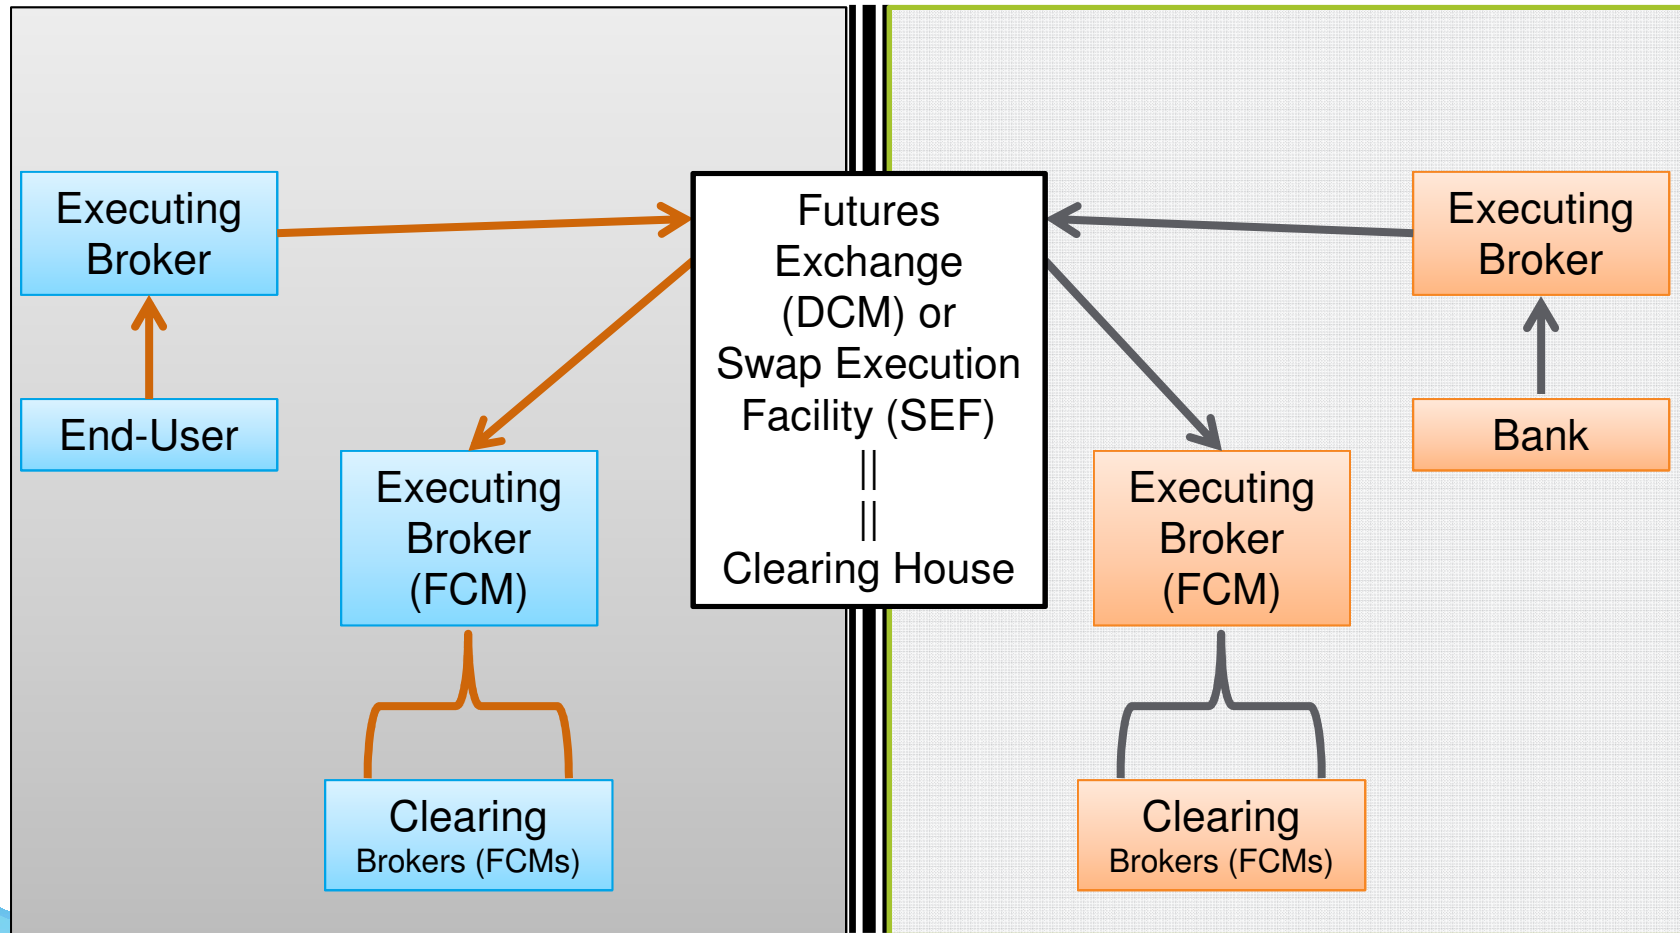 Executing
Broker
End-User
Executing
Broker
(FCM)
Clearing
Brokers (FCMs)
Futures
Exchange
(DCM) or
Swap Execution
Facility (SEF)
||
||
Clearing House
Executing
Broker
Bank
Executing
Broker
(FCM)
Clearing
Brokers (FCMs)